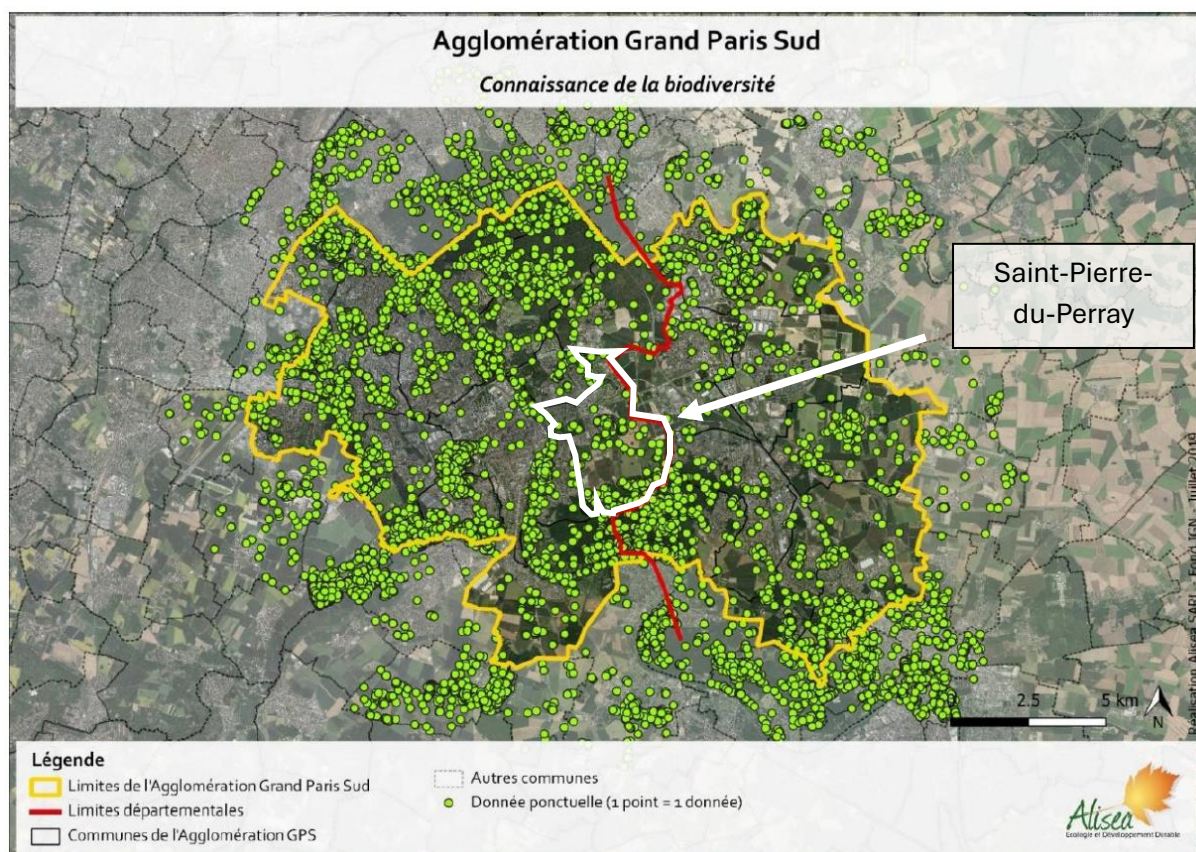 Agglomération Grand Paris Sud
Connaissance de la biodiversité
Saint-Pierre-
du-Perray
2.5
5 km
N
Légende
Limites de l'Agglomération Grand Paris Sud
Limites départementales
Communes de l'Agglomération GPS
Autres communes
Donnée ponctuelle (1 point = 1 donnée)
Alisea
Ecologie et Développement Durable